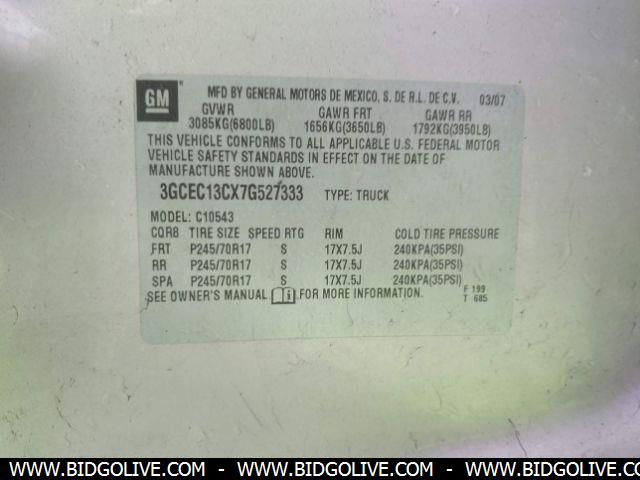 GM
MFD BY GENERAL MOTORS DE MEXICO, S. DE R.L. DE C.V. 03/07
GVWR GAWR FRT GAWR RR
3085KG(6800LB) 1656KG(3650LB) 1792KG(3950LB)
THIS VEHICLE CONFORMS TO ALL APPLICABLE U.S. FEDERAL MOTOR
VEHICLE SAFETY STANDARDS IN EFFECT ON THE DATE OF
MANUFACTURE SHOWN ABOVE.
3GCEC13CX7G527333 TYPE: TRUCK
MODEL: C10543
CQR8 TIRE SIZE SPEED RTG RIM COLD TIRE PRESSURE
FRT P245/70R17 S 17X7.5J 240KPA(35PSI)
RR P245/70R17 S 17X7.5J 240KPA(35PSI)
SPA P245/70R17 S 17X7.5J 240KPA(35PSI)
SEE OWNER'S MANUAL FOR MORE INFORMATION.
F 199
T 685
WWW.BIDGOLIVE.COM - WWW.BIDGOLIVE.COM - WWW.BIDGOLIVE.COM